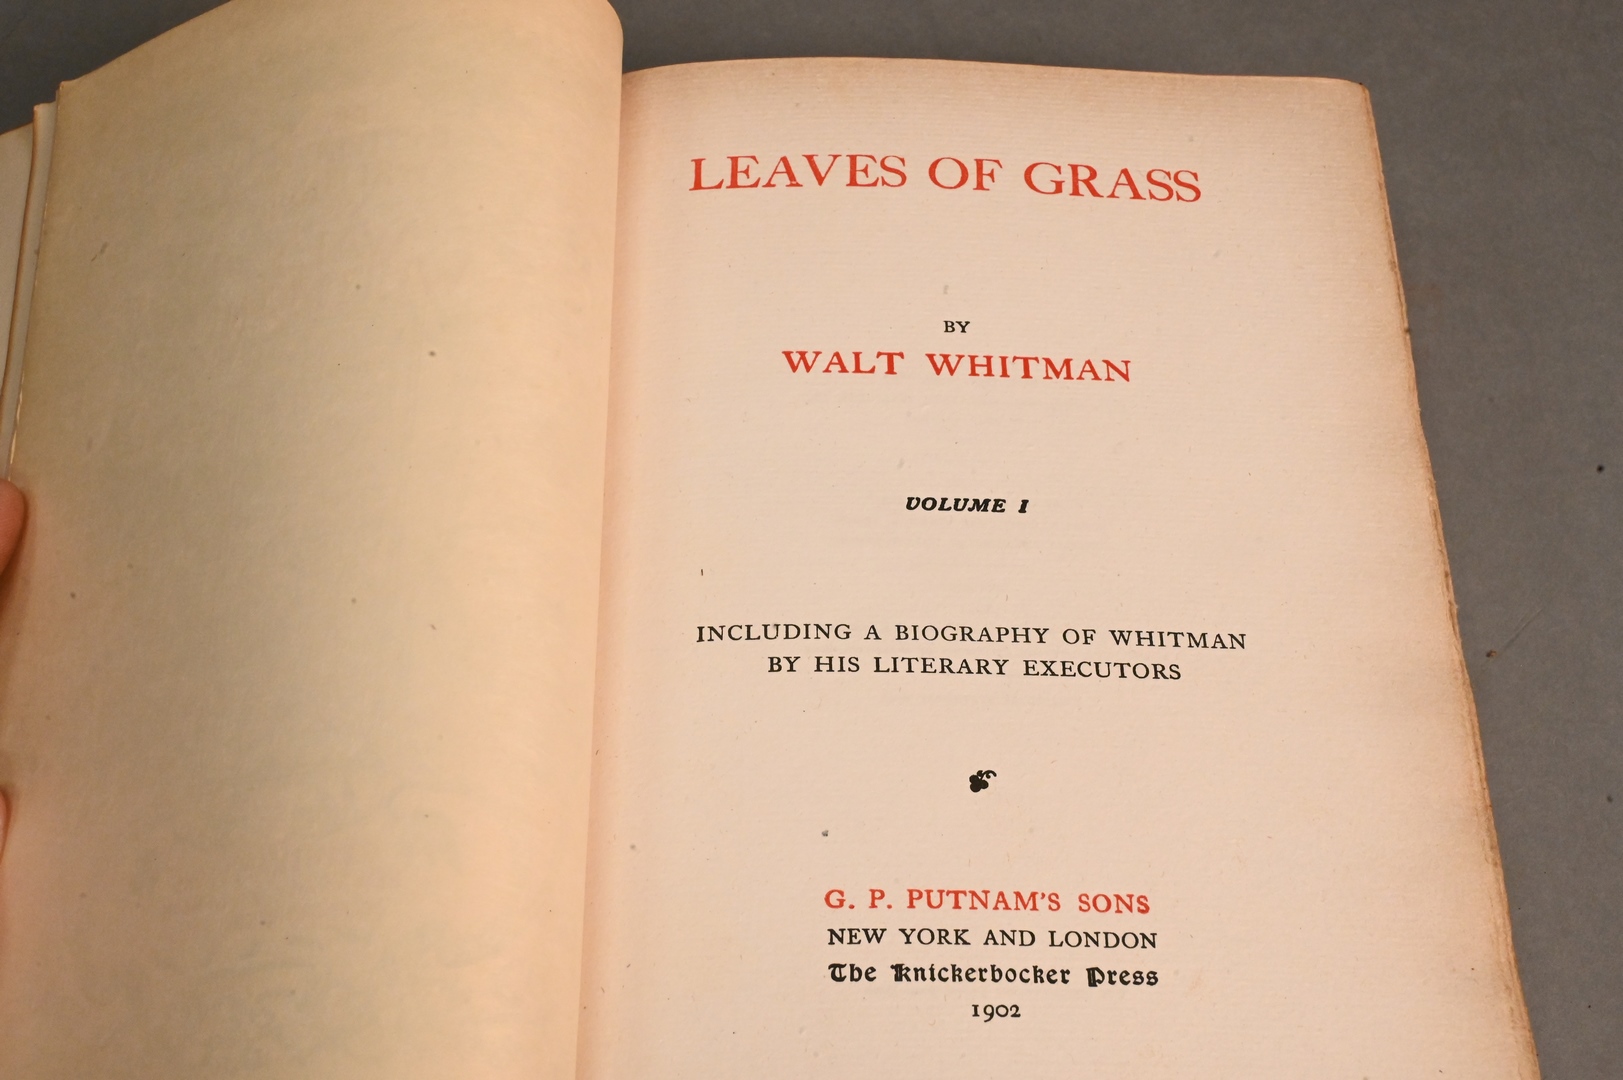 LEAVES OF GRASS
BY
WALT WHITMAN
VOLUME I
INCLUDING A BIOGRAPHY OF WHITMAN
BY HIS LITERARY EXECUTORS
G. P. PUTNAM'S SONS
NEW YORK AND LONDON
The Knickerbocker Press
1902